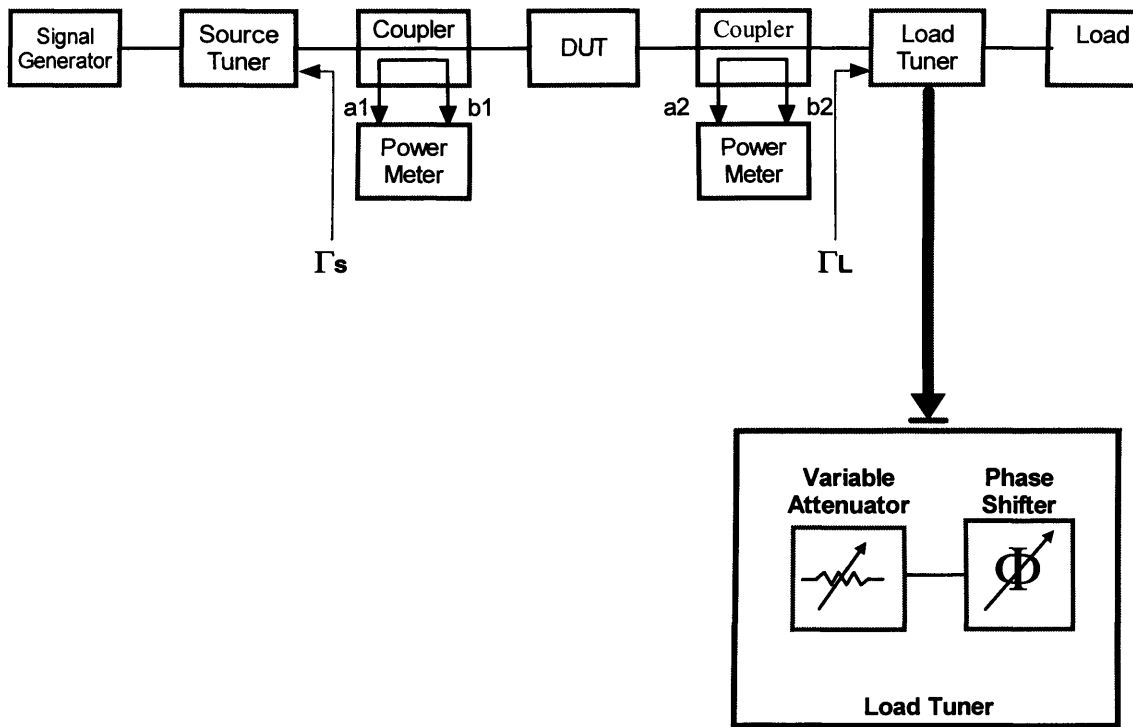 Signal
Generator
Source
Tuner
Coupler
DUT
Coupler
Load
Tuner
Load
a1
b1
a2
b2
Power
Meter
Power
Meter
Γs
ΓL
Variable
Attenuator
Phase
Shifter
Φ
Load Tuner